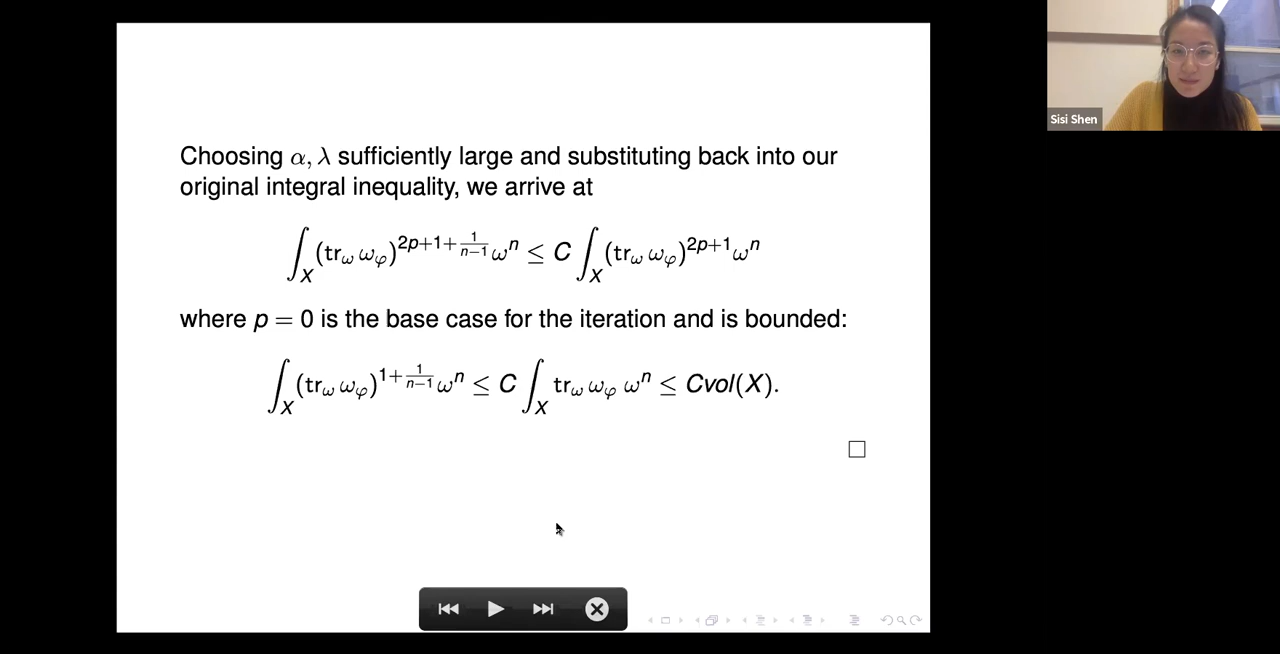 Choosing α, λ sufficiently large and substituting back into our
original integral inequality, we arrive at
∫_X (tr_ω ω_φ)^{2p+1+\frac{1}{n−1}} ω^n ≤ C ∫_X (tr_ω ω_φ)^{2p+1} ω^n
where p = 0 is the base case for the iteration and is bounded:
∫_X (tr_ω ω_φ)^{1+\frac{1}{n−1}} ω^n ≤ C ∫_X tr_ω ω_φ ω^n ≤ Cvol(X).
□
Sisi Shen